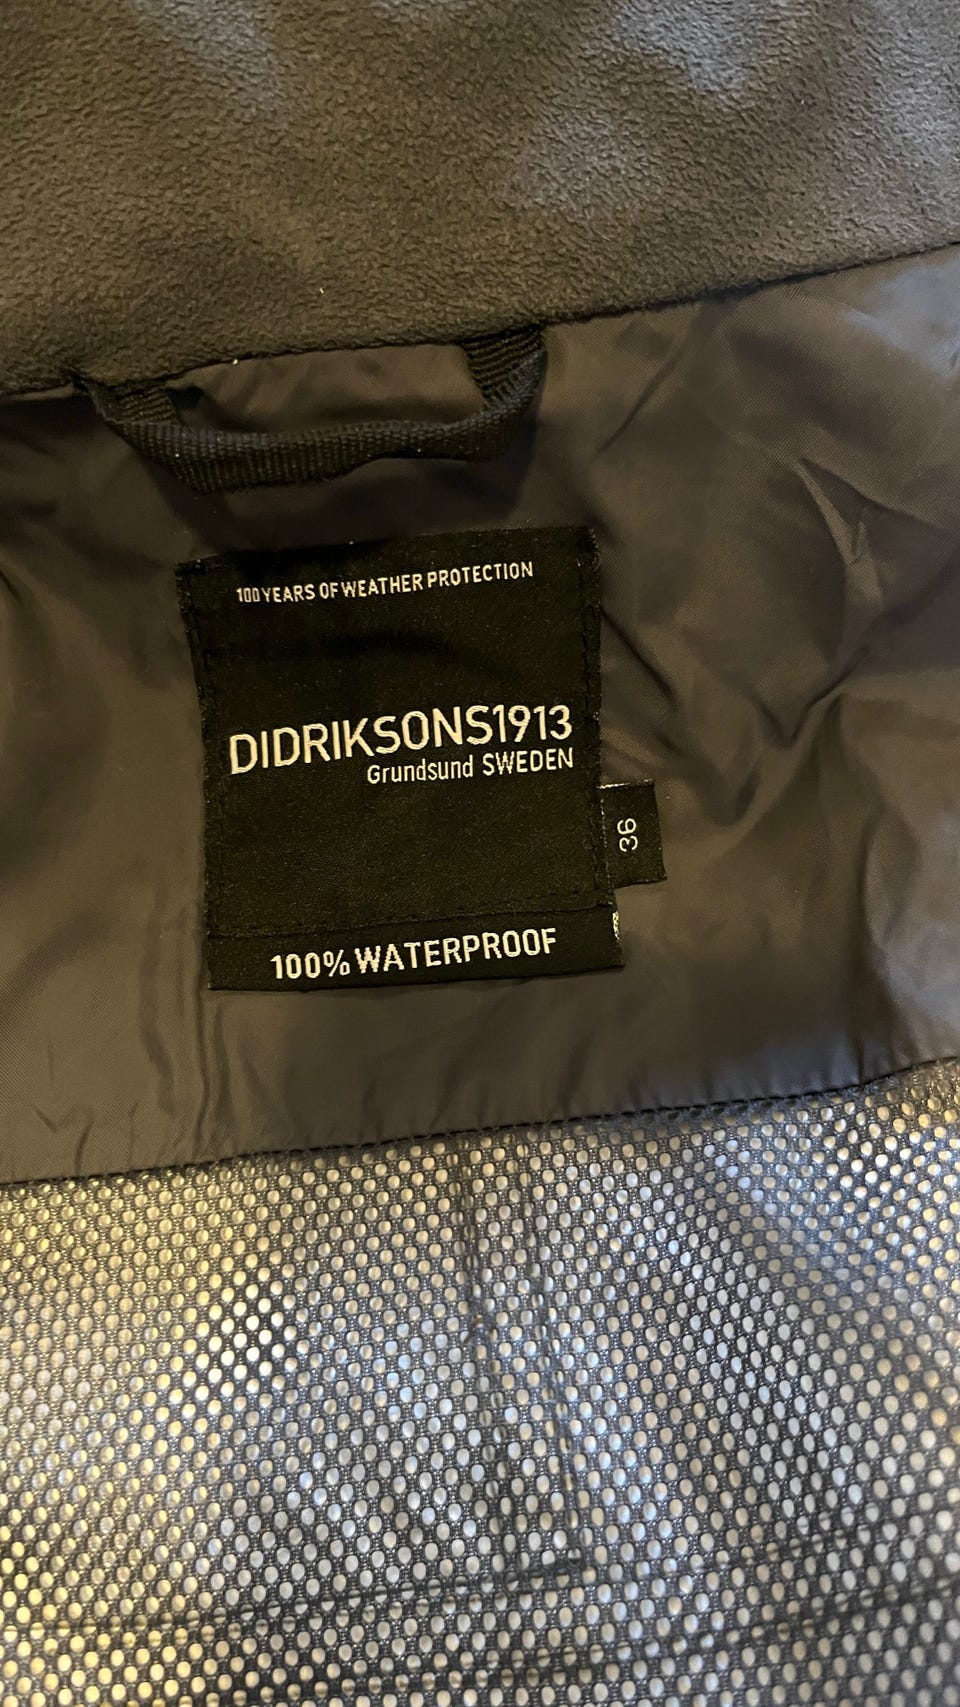 100 YEARS OF WEATHER PROTECTION
DIDRIKSONS1913
Grundsund SWEDEN
36
100% WATERPROOF